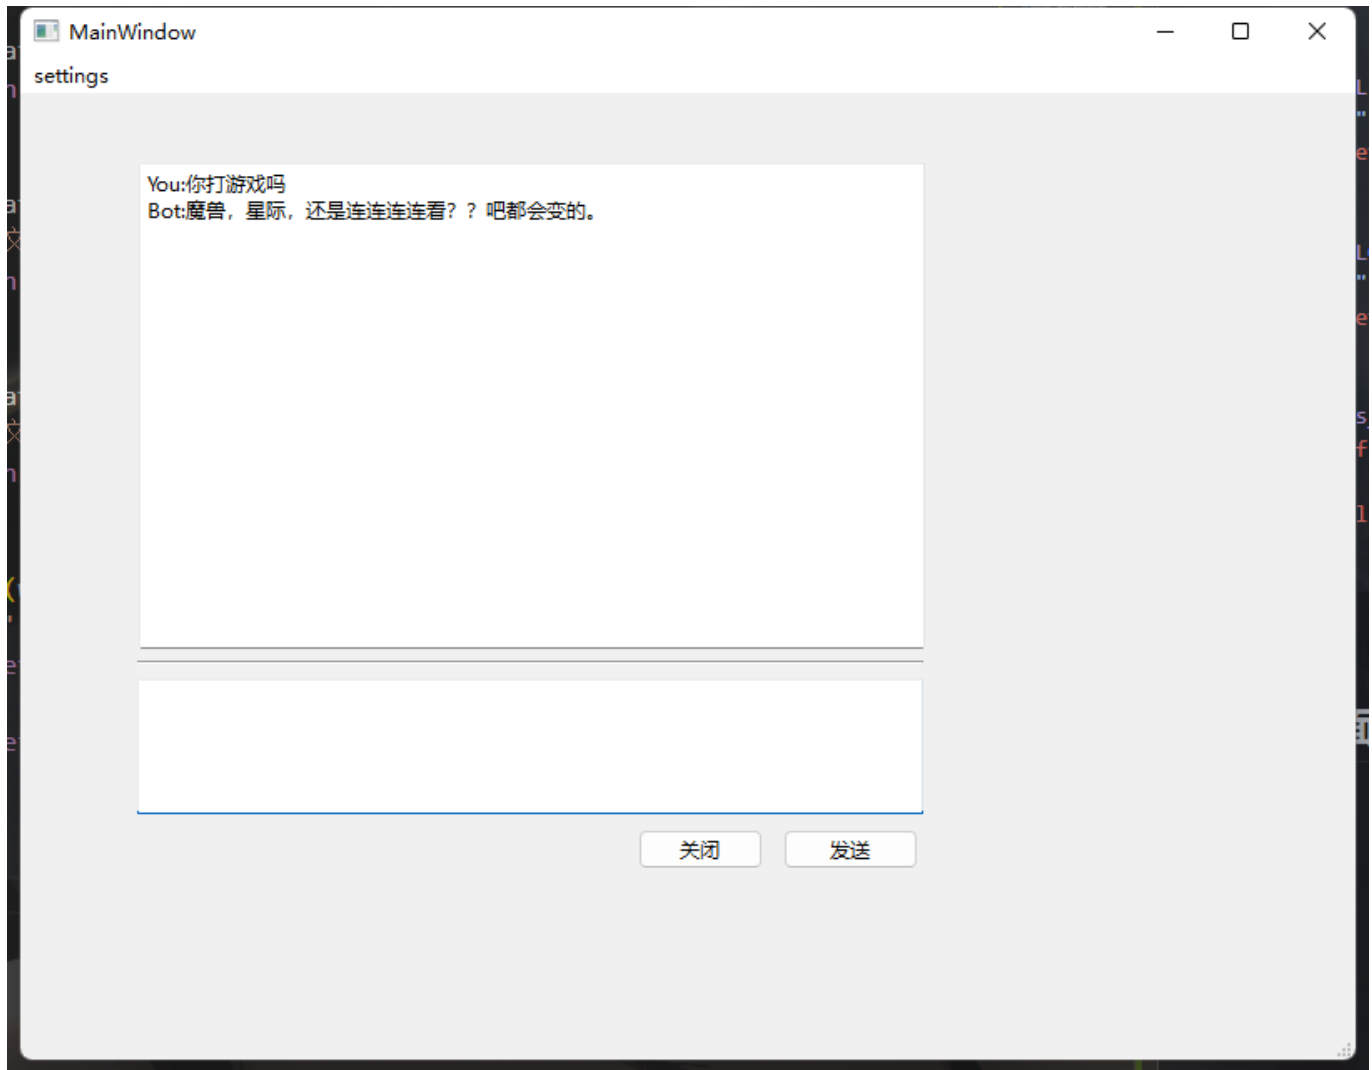 MainWindow
settings
You:你打游戏吗
Bot:魔兽，星际，还是连连连连看？？吧都会变的。
关闭
发送